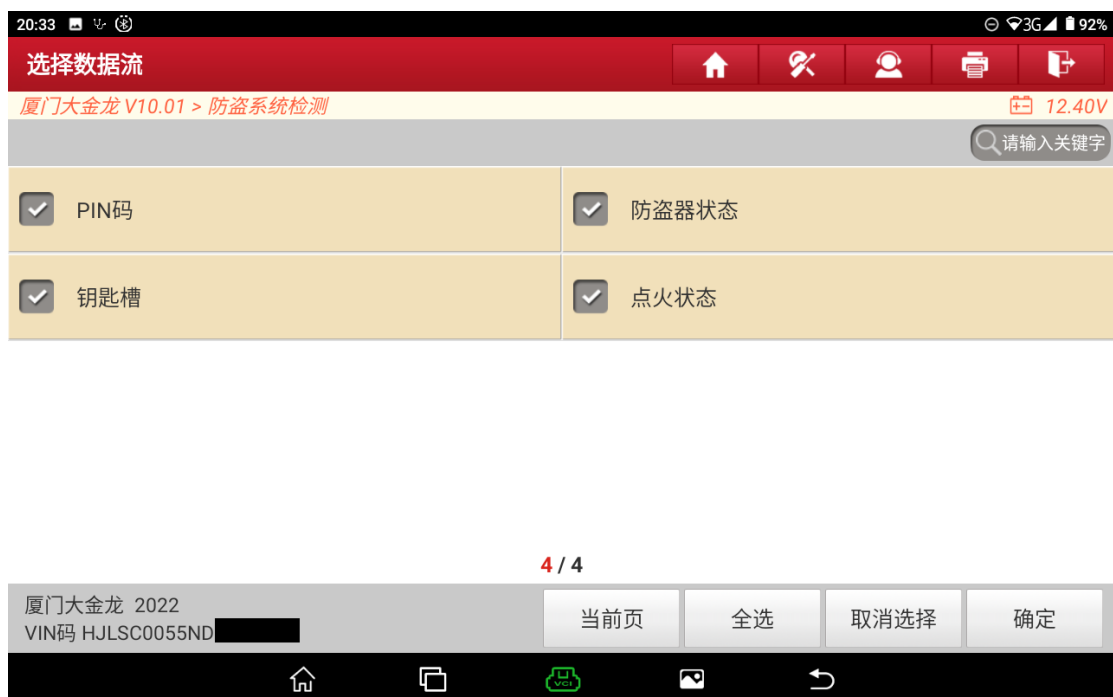 20:33 3G 92%
选择数据流
厦门大金龙 V10.01 > 防盗系统检测 12.40V
请输入关键字
PIN码 防盗器状态
钥匙槽 点火状态
4 / 4
厦门大金龙 2022
VIN码 HJLSC0055ND
当前页 全选 取消选择 确定
VCI